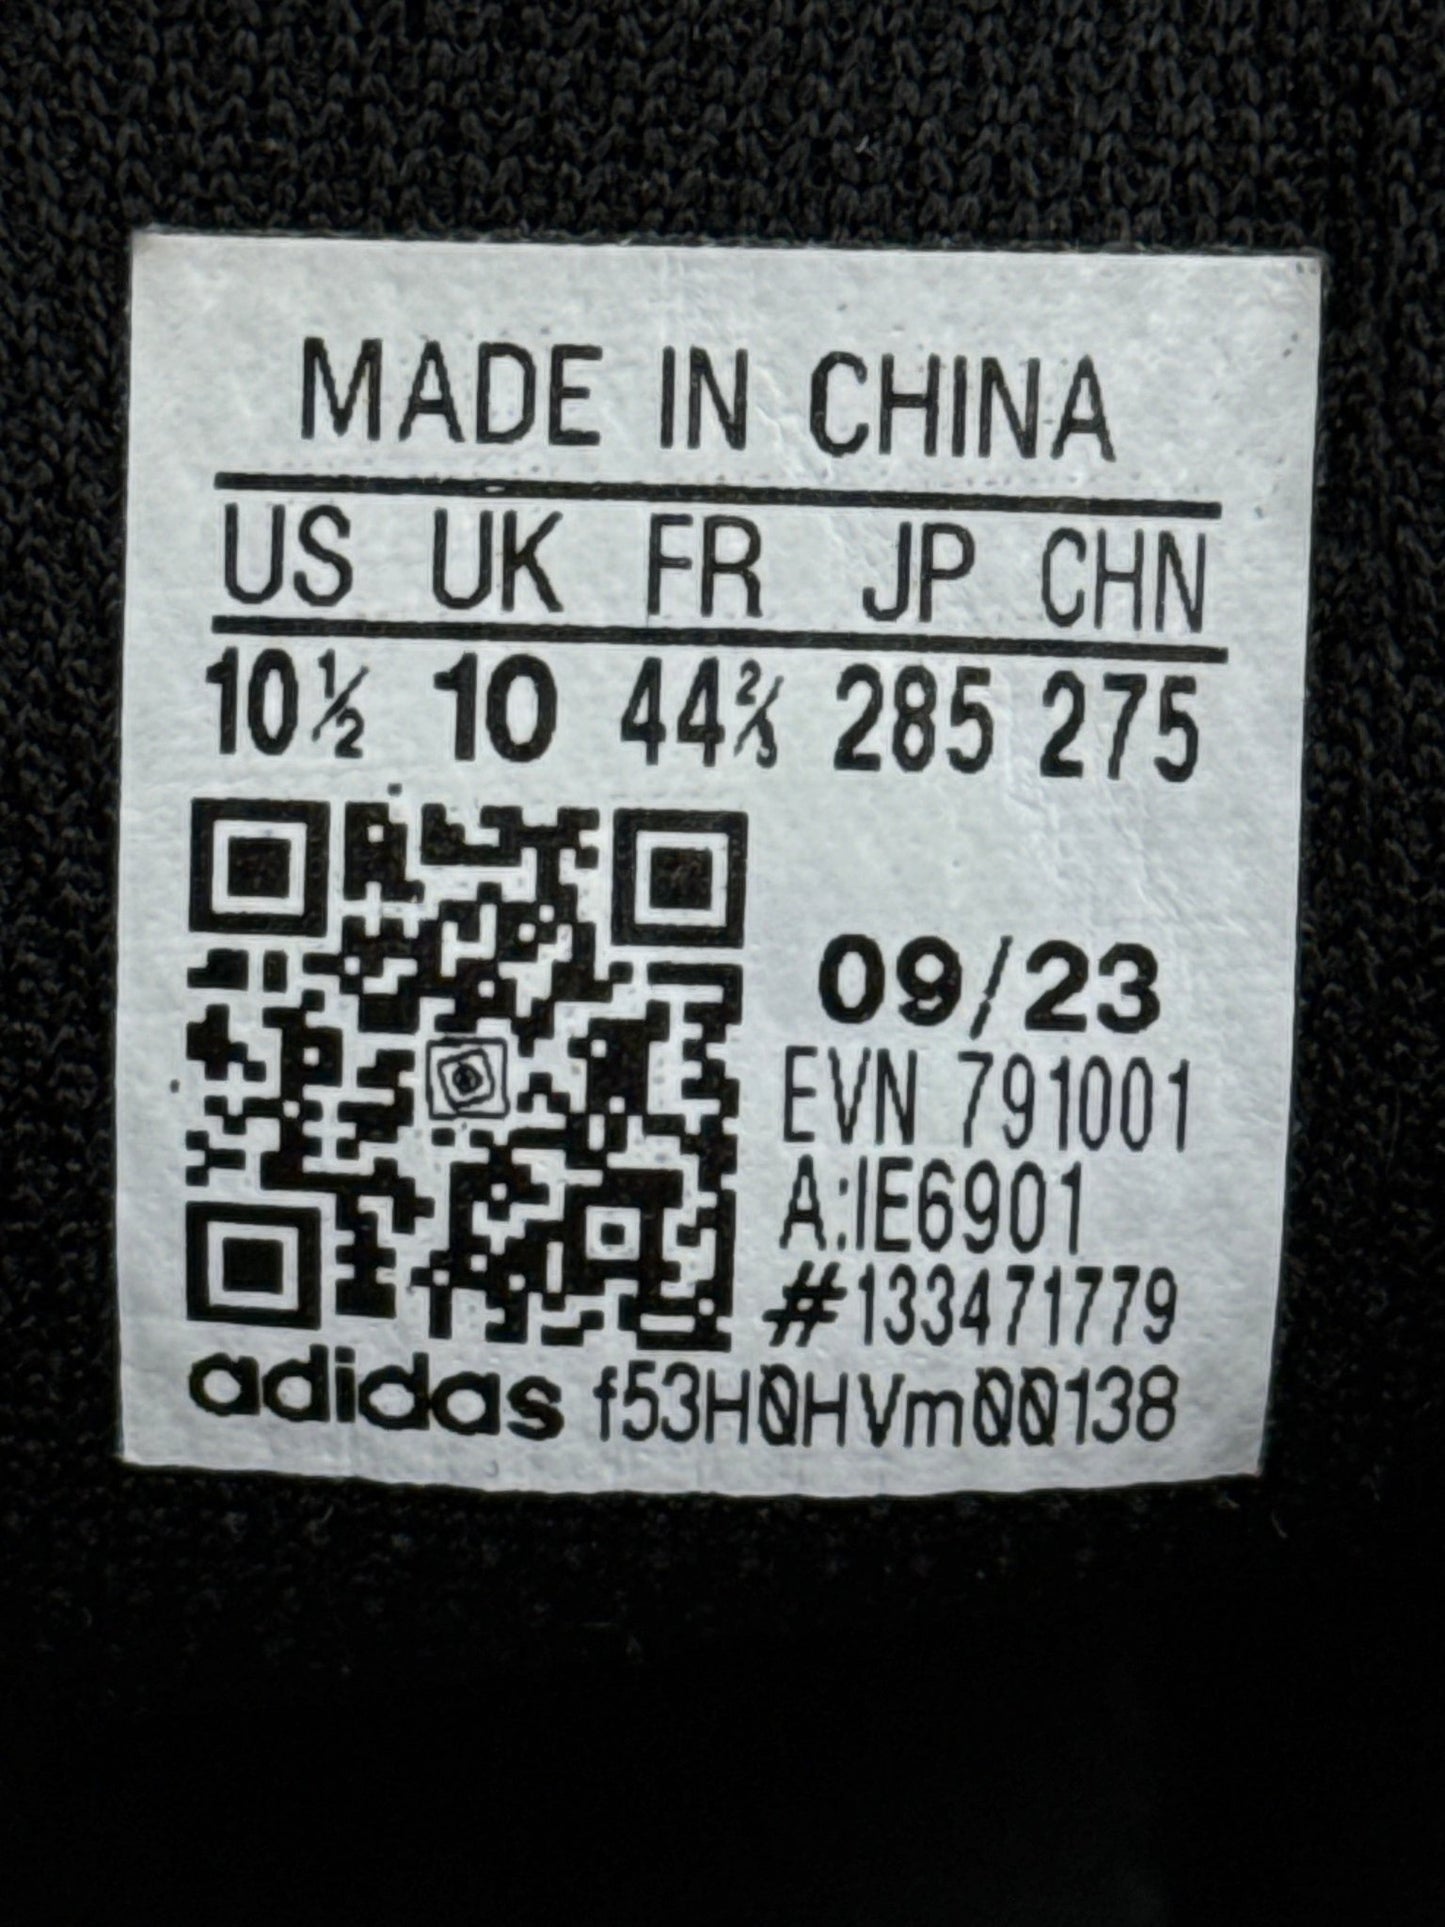 MADE IN CHINA
US UK FR JP CHN
10½ 10 44⅔ 285 275
09/23
EVN 791001
A:IE6901
#133471779
adidas f53H0HVm00138